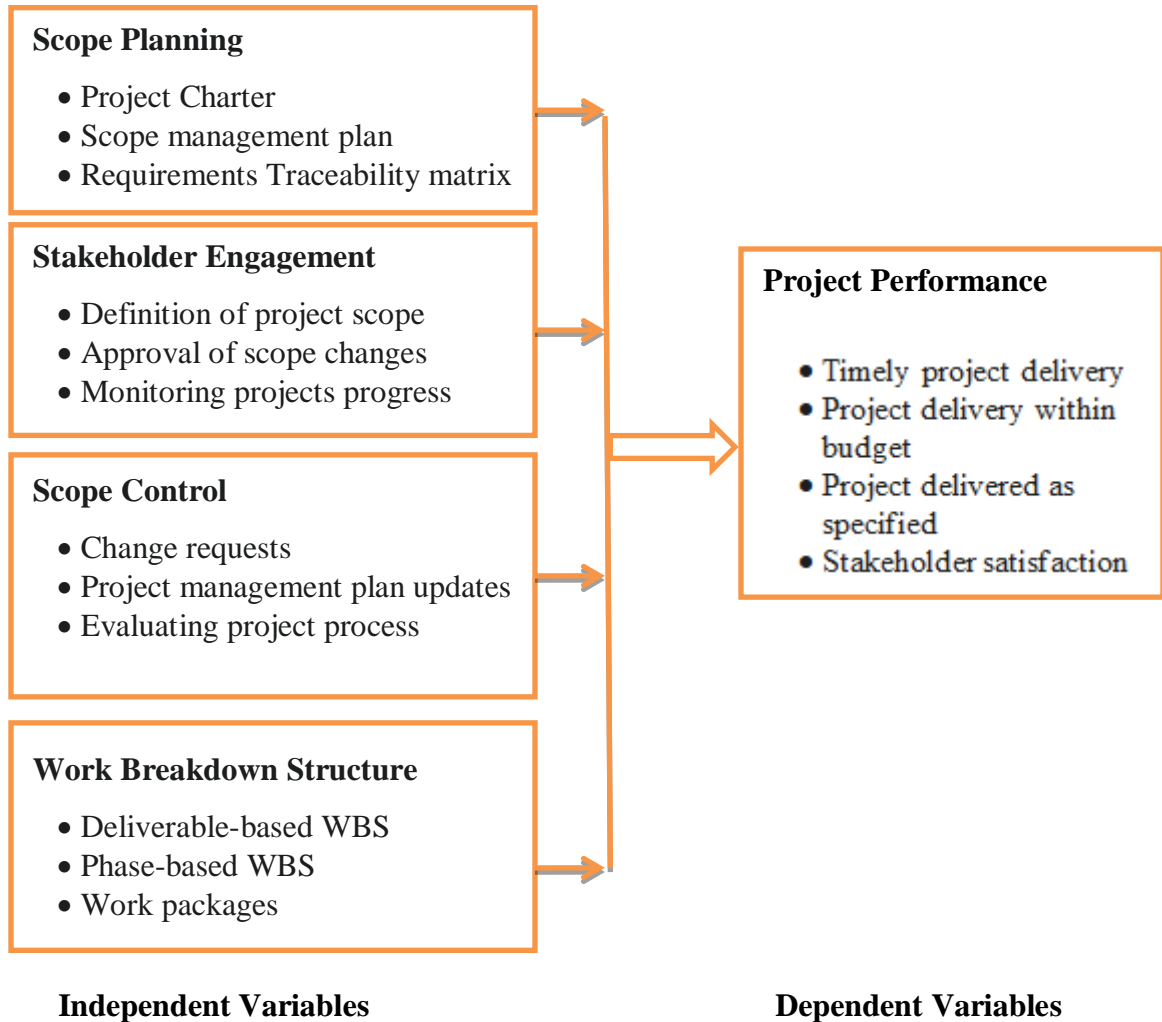 Scope Planning
• Project Charter
• Scope management plan
• Requirements Traceability matrix
Stakeholder Engagement
• Definition of project scope
• Approval of scope changes
• Monitoring projects progress
Scope Control
• Change requests
• Project management plan updates
• Evaluating project process
Work Breakdown Structure
• Deliverable-based WBS
• Phase-based WBS
• Work packages
Independent Variables
Project Performance
• Timely project delivery
• Project delivery within
budget
• Project delivered as
specified
• Stakeholder satisfaction
Dependent Variables